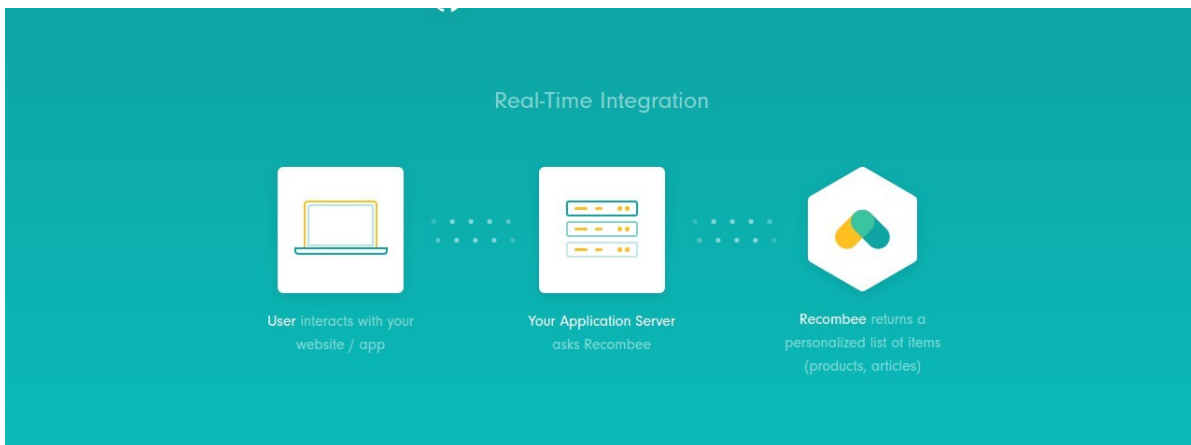 Real-Time Integration
User interacts with your
website / app
Your Application Server
asks Recombee
Recombee returns a
personalized list of items
(products, articles)